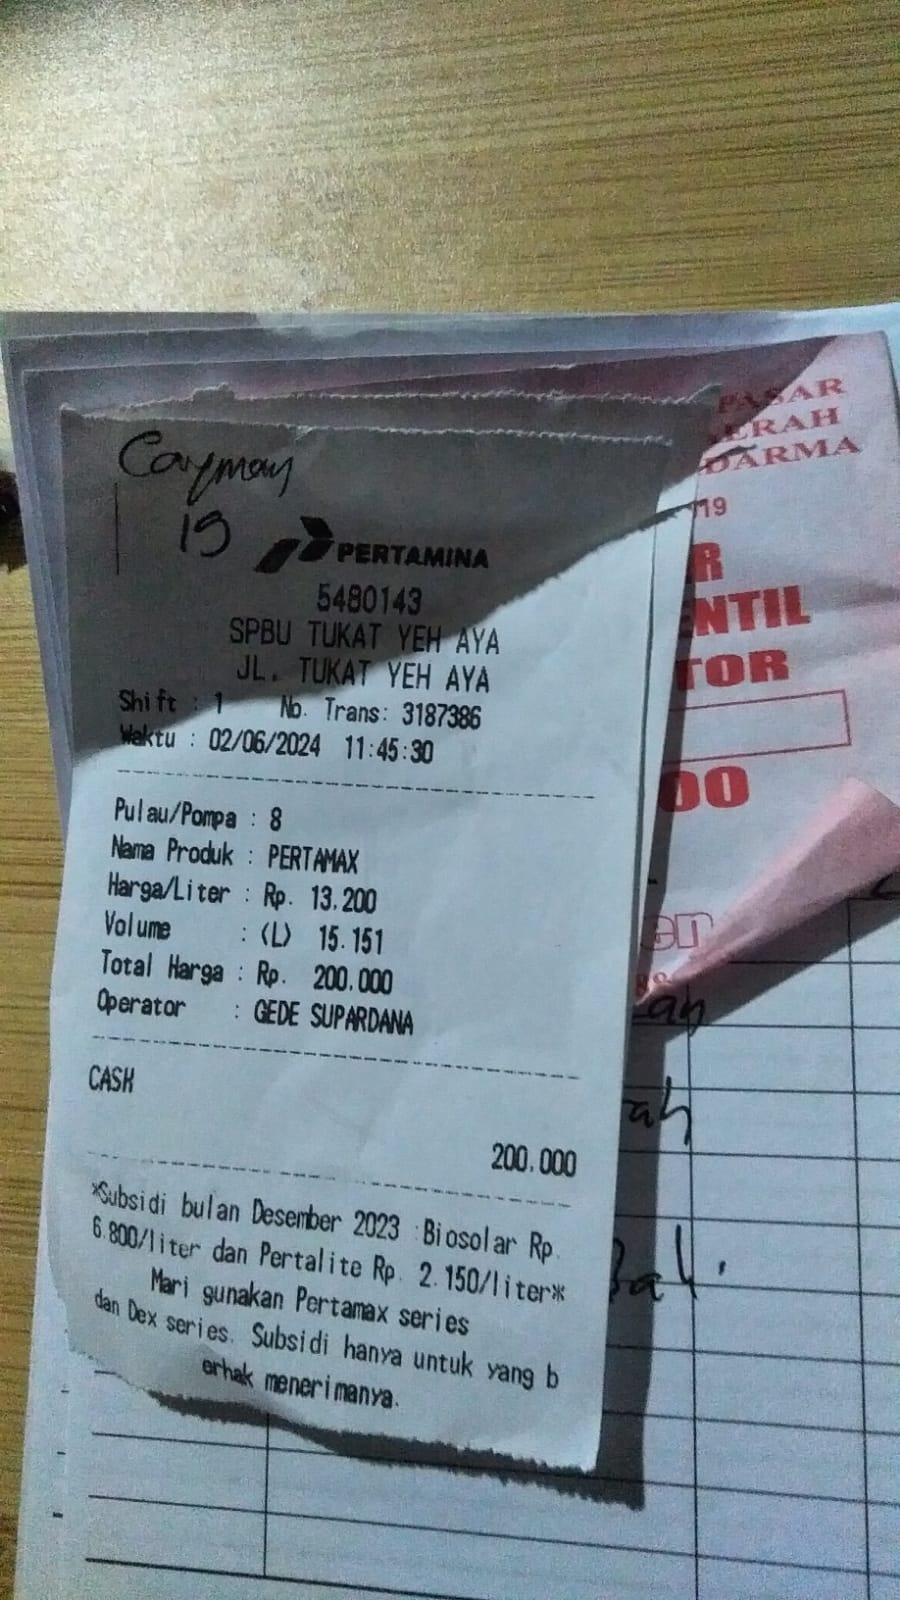 Cayman
19
PERTAMINA
5480143
SPBU TUKAT YEH AYA
JL. TUKAT YEH AYA
Shift : 1 No. Trans: 3187386
Waktu : 02/06/2024 11:45:30
Pulau/Pompa : 8
Nama Produk : PERTAMAX
Harga/Liter : Rp. 13.200
Volume : (L) 15.151
Total Harga : Rp. 200.000
Operator : GEDE SUPARDANA
CASH
200.000
*Subsidi bulan Desember 2023 :Biosolar Rp.
6.800/liter dan Pertalite Rp. 2.150/liter*
Mari gunakan Pertamax series
dan Dex series. Subsidi hanya untuk yang b
erhak menerimanya.
PASAR
ERAH
DARMA
19
R
ENTIL
TOR
00
en